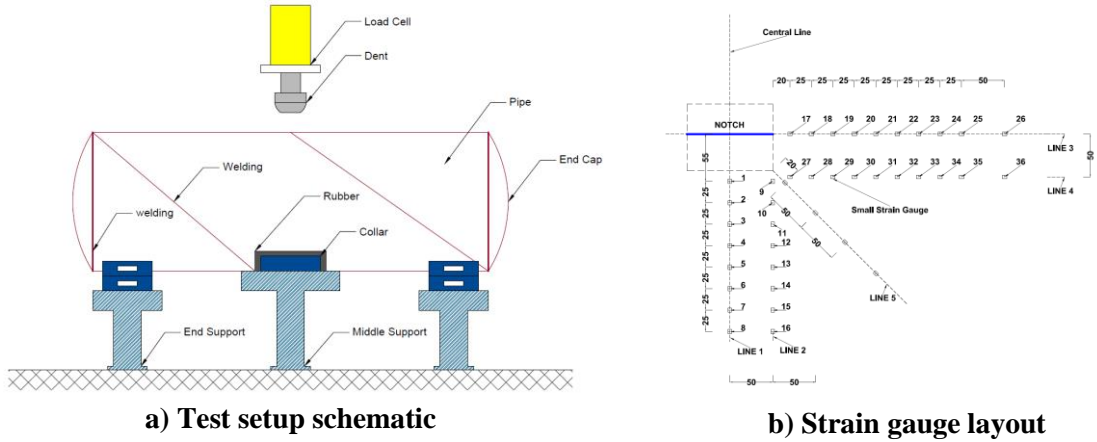 Load Cell
Dent
Pipe
Welding
End Cap
Rubber
welding
Collar
End Support
Middle Support
a) Test setup schematic
Central Line
20 25 25 25 25 25 25 25 50
NOTCH
17 18 19 20 21 22 23 24 25 26
LINE 3
50
55
20
27 28 29 30 31 32 33 34 35 36
LINE 4
Small Strain Gauge
1
25
9
2
50
10
25
3
11
50
25
4
12
25
5
13
25
6
14
LINE 5
25
7
15
25
8
16
LINE 1
LINE 2
50 50
b) Strain gauge layout